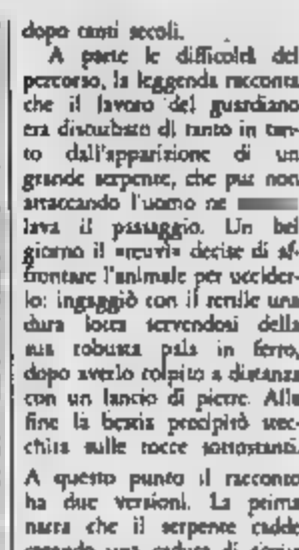 dopo tanti secoli.
A parte le difficoltà del
percorso, la leggenda racconta
che il lavoro del guardiano
era disturbato di tanto in tan-
to dall'apparizione di un
grande serpente, che pur non
attaccando l'uomo ne
lava il passaggio. Un bel
giorno il «reuvi» decise di af-
frontare l'animale per uccider-
lo: ingaggiò con il rettile una
dura lotta servendosi della
sua robusta pala in ferro,
dopo averlo colpito a distanza
con un lancio di pietre. Alla
fine la bestia precipitò stec-
chita sulle rocce sottostanti.
A questo punto il racconto
ha due versioni. La prima
narra che il serpente cadde
una di